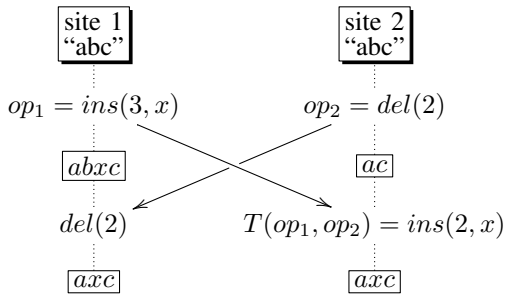 site 1
“abc”
site 2
“abc”
op₁ = ins(3, x)
op₂ = del(2)
abxc
ac
del(2)
T(op₁, op₂) = ins(2, x)
axc
axc